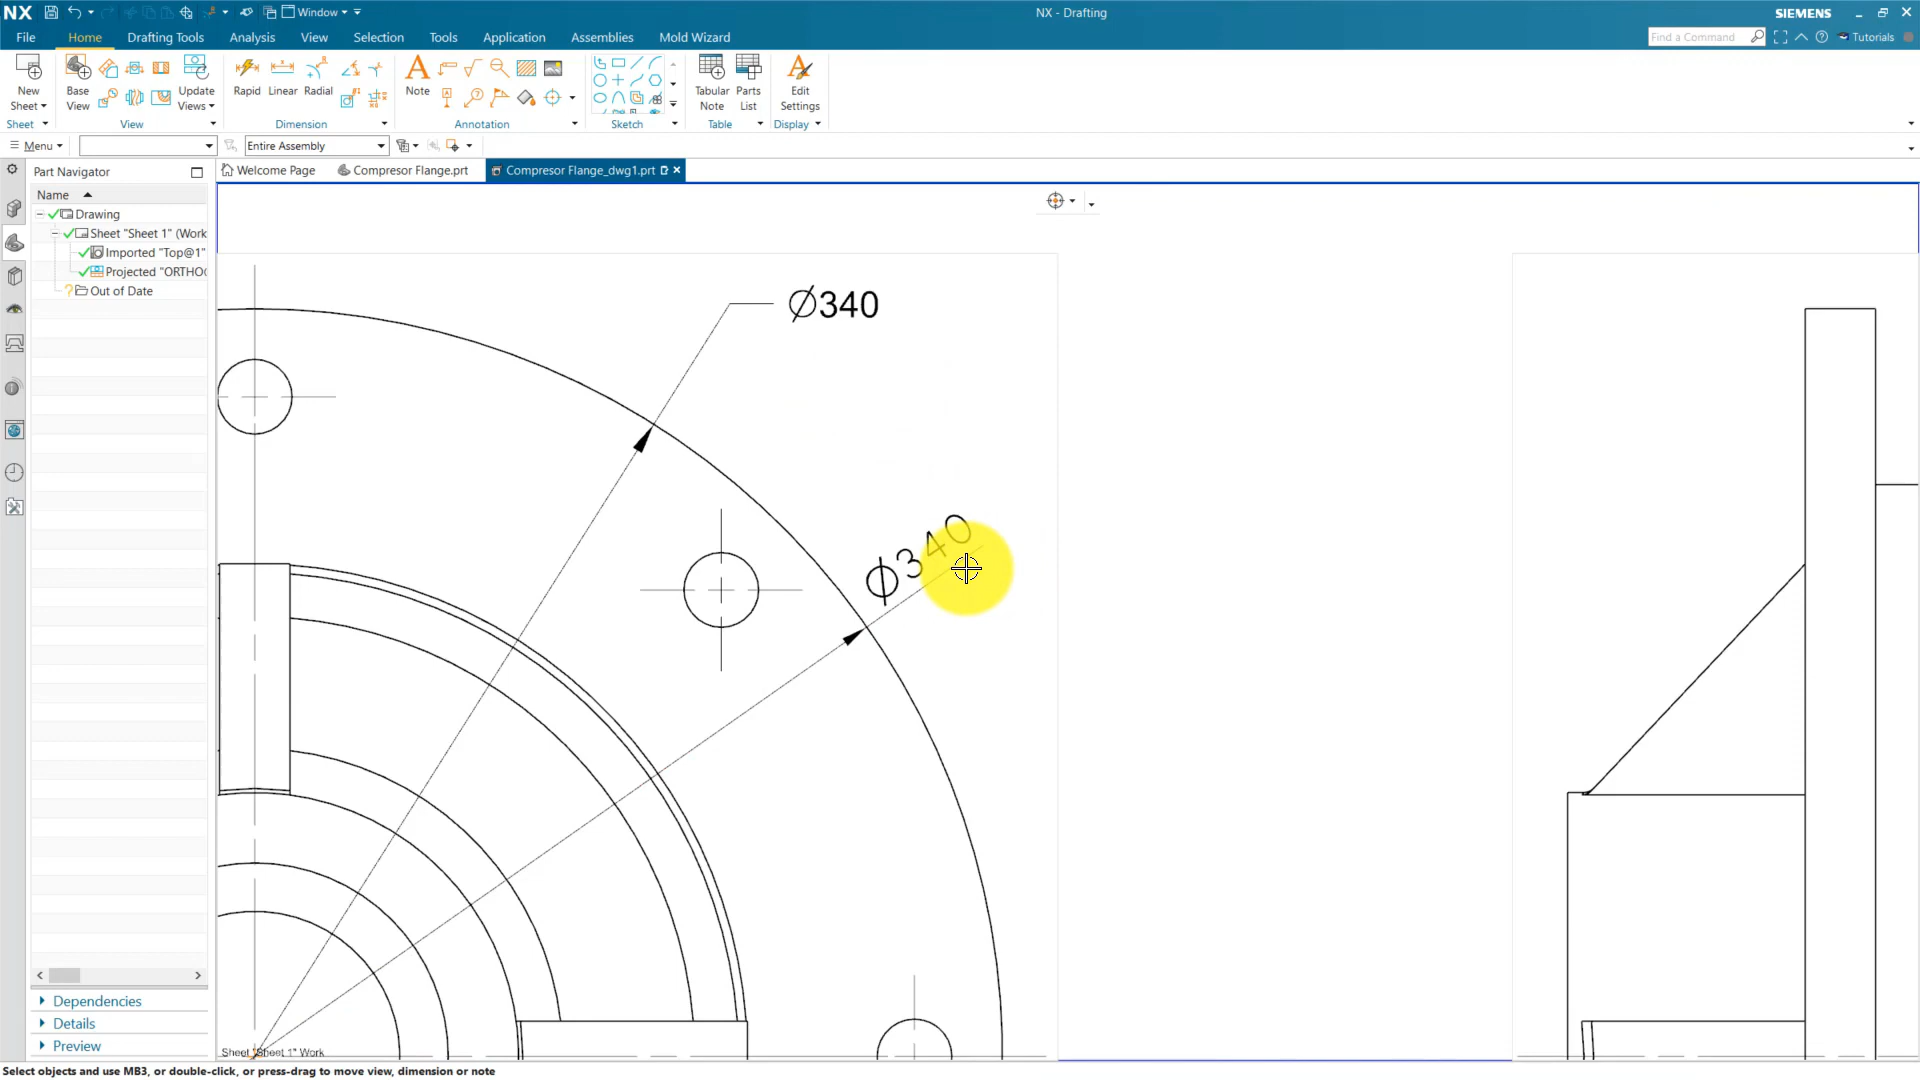 NX
Window
NX - Drafting
SIEMENS
File
Home
Drafting Tools
Analysis
View
Selection
Tools
Application
Assemblies
Mold Wizard
Find a Command
Tutorials
New
Sheet
Base
View
Update
Views
Rapid
Linear
Radial
Note
Tabular
Note
Parts
List
Edit
Settings
Sheet
View
Dimension
Annotation
Sketch
Table
Display
Menu
Entire Assembly
Part Navigator
Welcome Page
Compresor Flange.prt
Compresor Flange_dwg1.prt
Name
Drawing
Sheet "Sheet 1" (Work
Imported "Top@1"
Projected "ORTHO
Out of Date
Ø340
Φ340
Dependencies
Details
Preview
Sheet "Sheet 1" Work
Select objects and use MB3, or double-click, or press-drag to move view, dimension or note